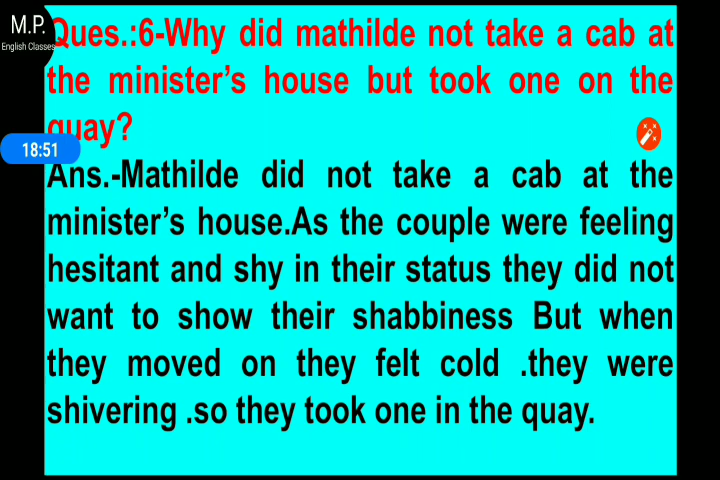 M.P.
English Classes
Ques.:6-Why did mathilde not take a cab at
the minister's house but took one on the
quay?
18:51
Ans.-Mathilde did not take a cab at the
minister's house.As the couple were feeling
hesitant and shy in their status they did not
want to show their shabbiness But when
they moved on they felt cold .they were
shivering .so they took one in the quay.